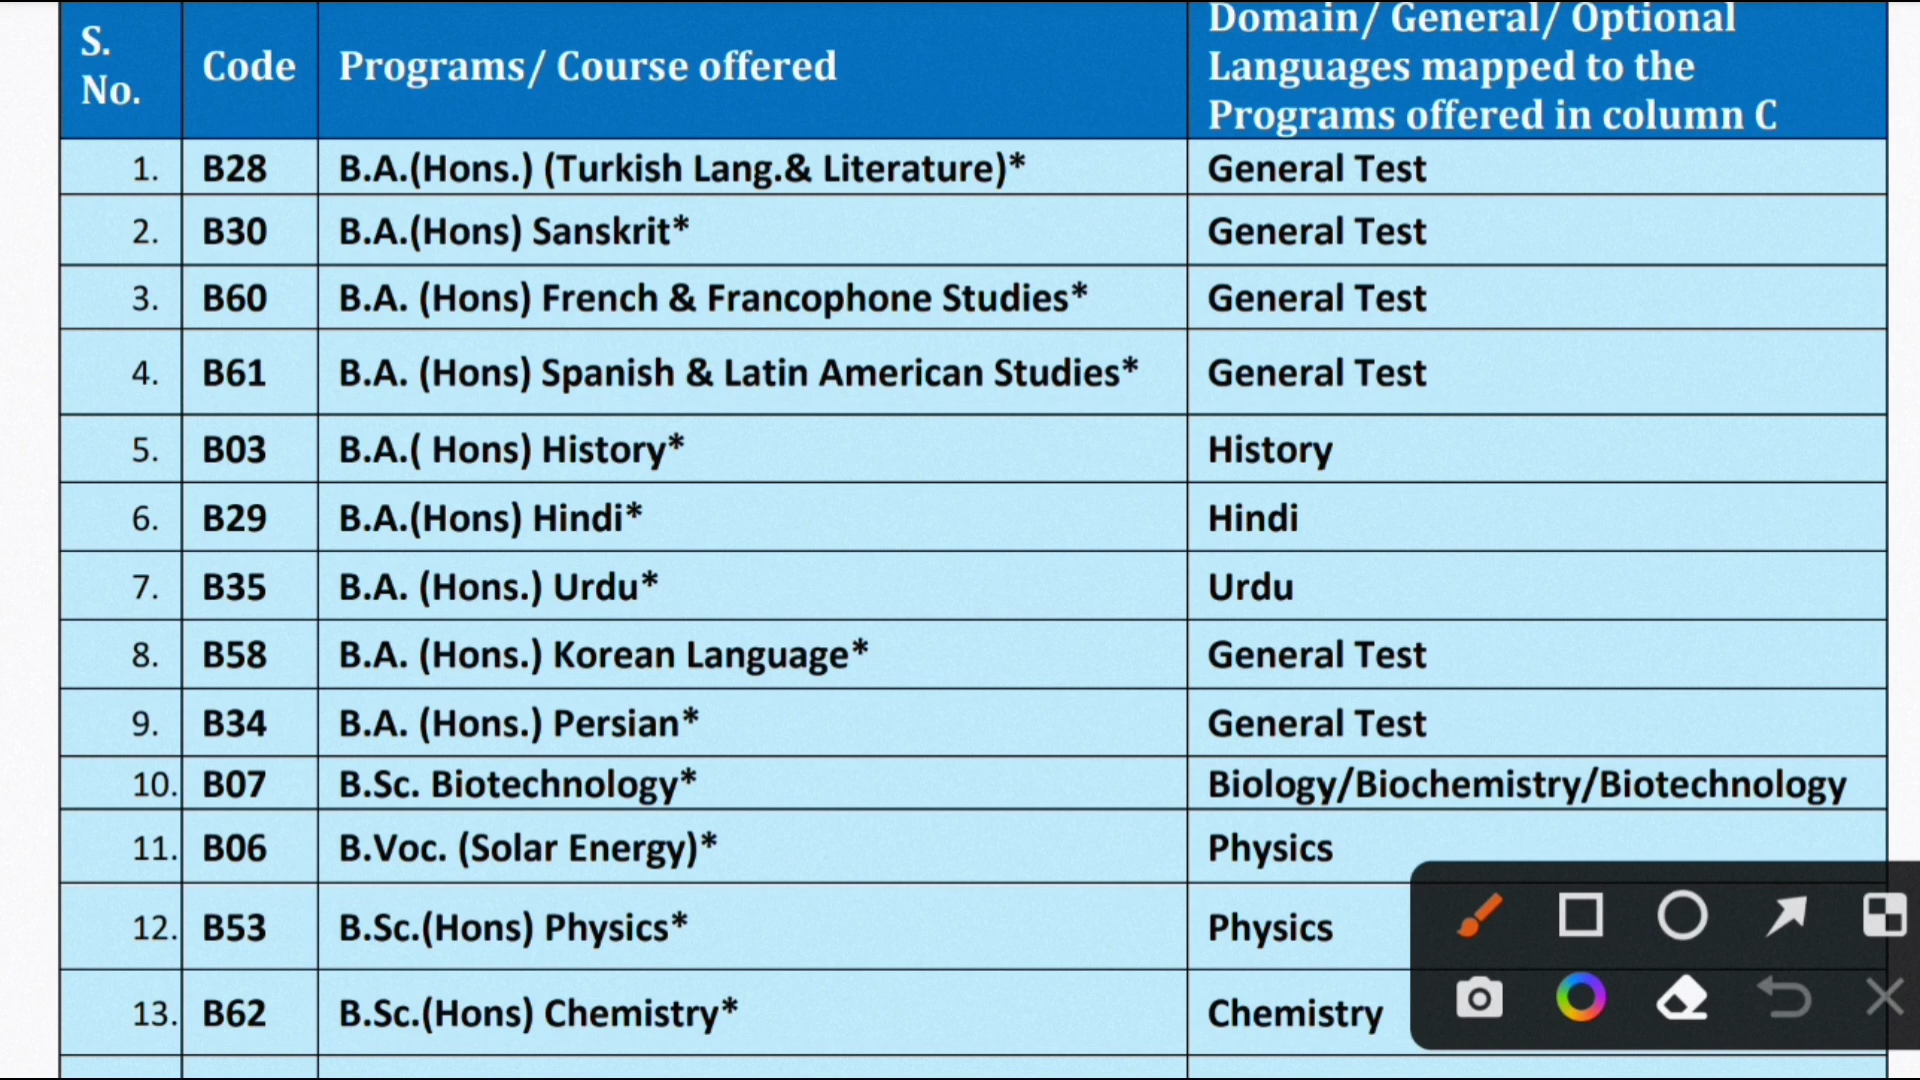 S. No.
Code
Programs/ Course offered
Domain/ General/ Optional
Languages mapped to the
Programs offered in column C
1. B28 B.A.(Hons.) (Turkish Lang.& Literature)* General Test
2. B30 B.A.(Hons) Sanskrit* General Test
3. B60 B.A. (Hons) French & Francophone Studies* General Test
4. B61 B.A. (Hons) Spanish & Latin American Studies* General Test
5. B03 B.A.( Hons) History* History
6. B29 B.A.(Hons) Hindi* Hindi
7. B35 B.A. (Hons.) Urdu* Urdu
8. B58 B.A. (Hons.) Korean Language* General Test
9. B34 B.A. (Hons.) Persian* General Test
10. B07 B.Sc. Biotechnology* Biology/Biochemistry/Biotechnology
11. B06 B.Voc. (Solar Energy)* Physics
12. B53 B.Sc.(Hons) Physics* Physics
13. B62 B.Sc.(Hons) Chemistry* Chemistry